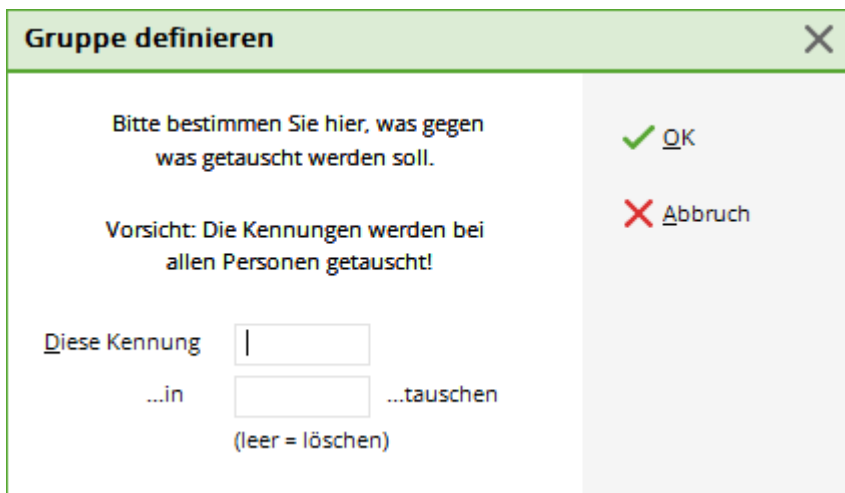 Gruppe definieren
Bitte bestimmen Sie hier, was gegen
was getauscht werden soll.
Vorsicht: Die Kennungen werden bei
allen Personen getauscht!
Diese Kennung
...in
...tauschen
(leer = löschen)
OK
Abbruch